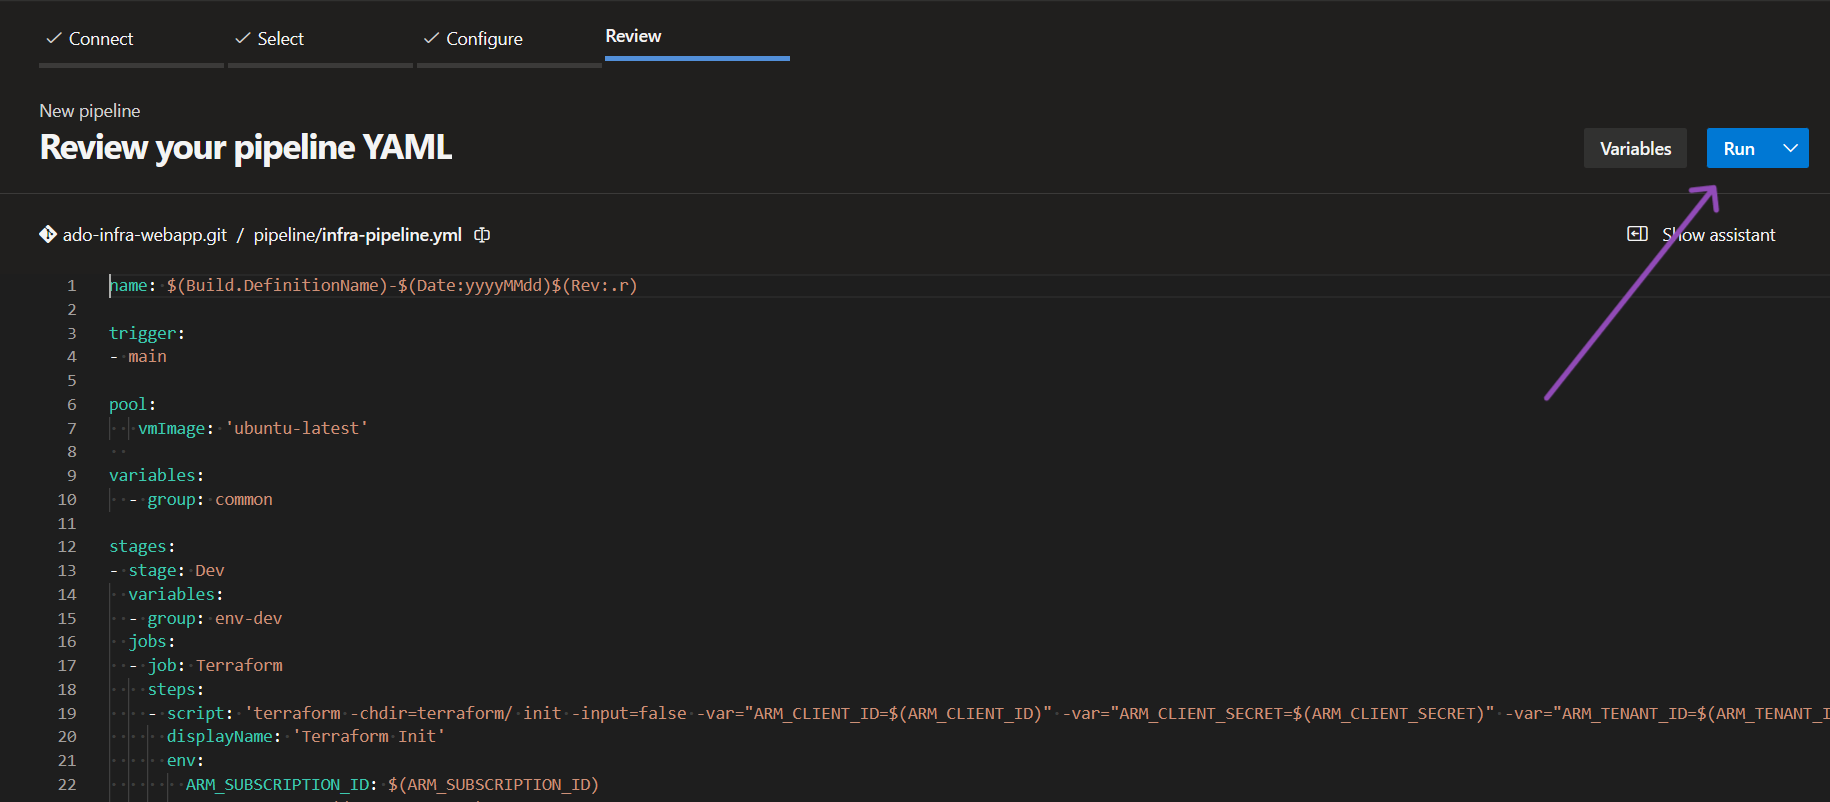 Connect Select Configure Review
New pipeline
Review your pipeline YAML
Variables Run
ado-infra-webapp.git / pipeline/infra-pipeline.yml Show assistant
1 name: $(Build.DefinitionName)-$(Date:yyyyMMdd)$(Rev:.r)
2
3 trigger:
4 - main
5
6 pool:
7 vmImage: 'ubuntu-latest'
8
9 variables:
10 - group: common
11
12 stages:
13 - stage: Dev
14 variables:
15 - group: env-dev
16 jobs:
17 - job: Terraform
18 steps:
19 - script: 'terraform -chdir=terraform/ init -input=false -var="ARM_CLIENT_ID=$(ARM_CLIENT_ID)" -var="ARM_CLIENT_SECRET=$(ARM_CLIENT_SECRET)" -var="ARM_TENANT_ID=$(ARM_TENANT_I
20 displayName: 'Terraform Init'
21 env:
22 ARM_SUBSCRIPTION_ID: $(ARM_SUBSCRIPTION_ID)